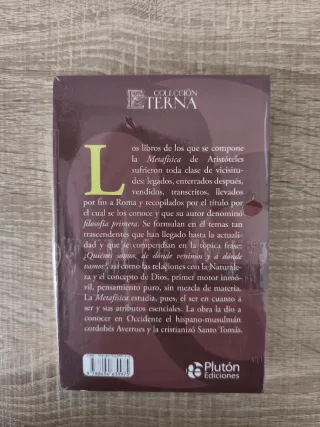 COLECCIÓN
ETERNA
Los libros de los que se compone
la Metafísica de Aristóteles
sufrieron toda clase de vicisitu-
des: legados, enterrados después,
vendidos, transcritos, llevados
por fin a Roma y recopilados por el título por
el cual se los conoce y que su autor denominó
filosofía primera. Se formulan en él temas tan
trascendentes que han llegado hasta la actuali-
dad y que se compendian en la tópica frase:
¿Quiénes somos, de dónde venimos y a dónde
vamos?, así como las relaciones con la Naturale-
za y el concepto de Dios, primer motor inmó-
vil, pensamiento puro, sin mezcla de materia.
La Metafísica estudia, pues, el ser en cuanto a
ser y sus atributos esenciales. La obra la dio a
conocer en Occidente el hispano-musulmán
cordobés Averroes y la cristianizó Santo Tomás.
Plutón
Ediciones